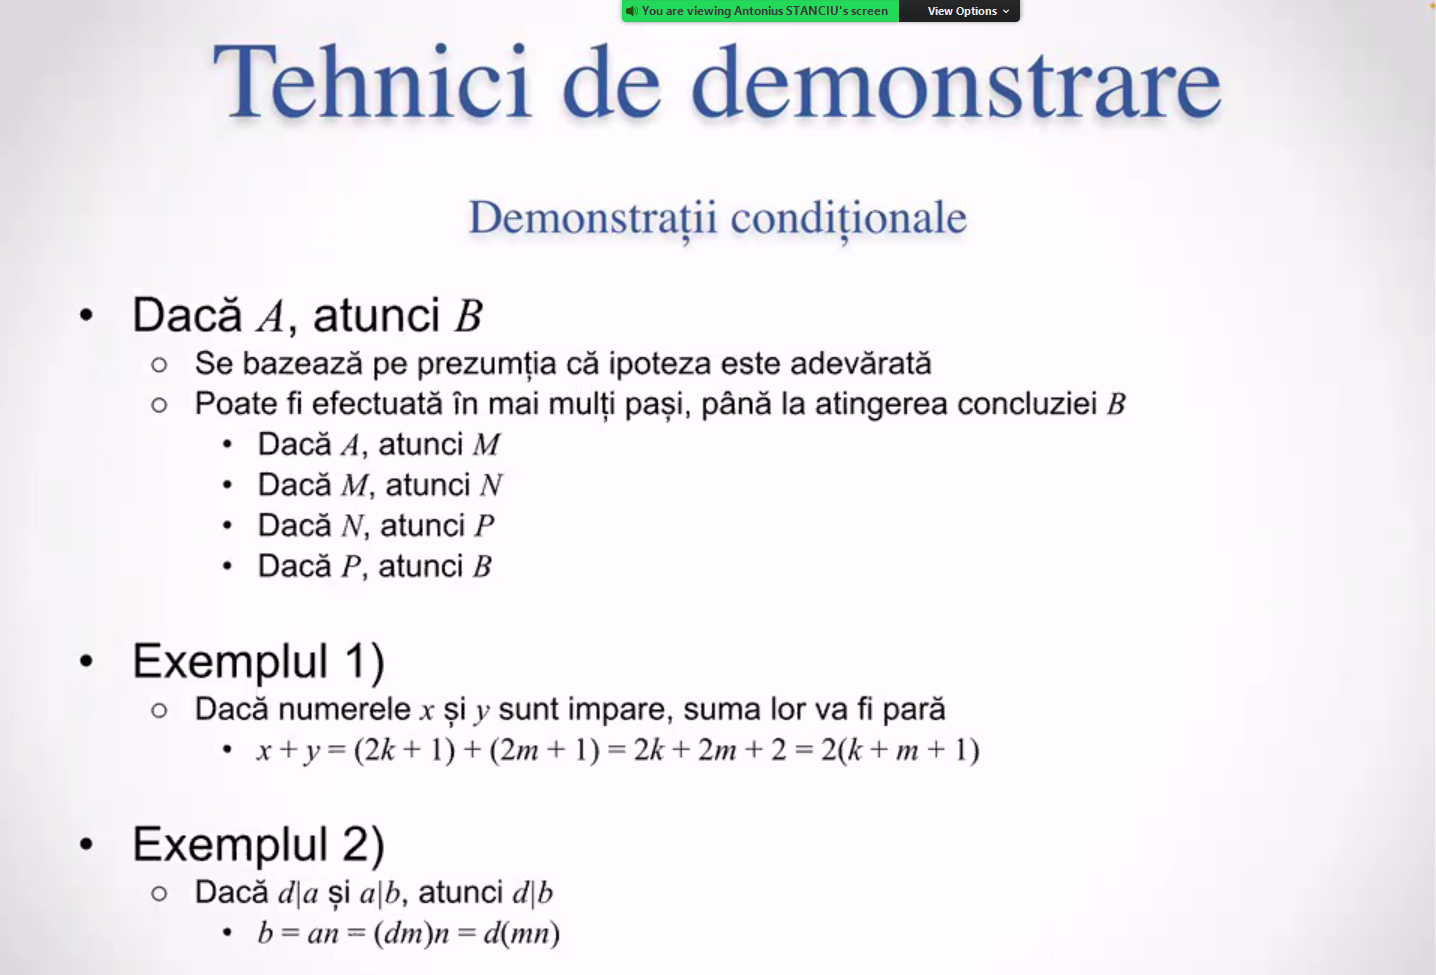 You are viewing Antonius STANCIU's screen View Options
Tehnici de demonstrare
Demonstrații condiționale
• Dacă A, atunci B
○ Se bazează pe prezumția că ipoteza este adevărată
○ Poate fi efectuată în mai mulți pași, până la atingerea concluziei B
• Dacă A, atunci M
• Dacă M, atunci N
• Dacă N, atunci P
• Dacă P, atunci B
• Exemplul 1)
○ Dacă numerele x și y sunt impare, suma lor va fi pară
• x + y = (2k + 1) + (2m + 1) = 2k + 2m + 2 = 2(k + m + 1)
• Exemplul 2)
○ Dacă d|a și a|b, atunci d|b
• b = an = (dm)n = d(mn)